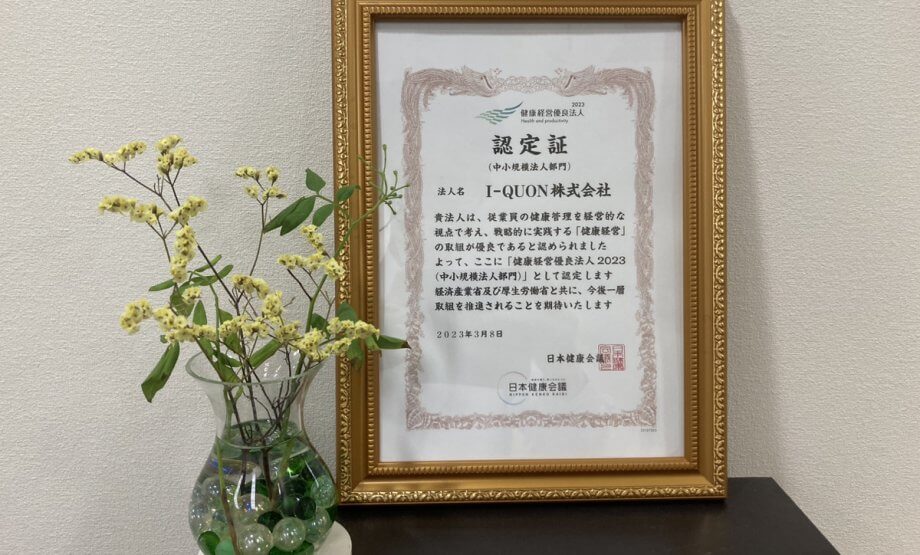 2023
健康経営優良法人
Health and productivity
認定証
(中小規模法人部門)
法人名 I-QUON株式会社
貴法人は、従業員の健康管理を経営的な
視点で考え、戦略的に実践する「健康経営」
の取組が優良であると認められました
よって、ここに「健康経営優良法人2023
(中小規模法人部門)」として認定します
経済産業省及び厚生労働省と共に、今後一層
取組を推進されることを期待いたします
2023年3月8日
日本健康会議
日本健康会議
NIPPON KENKO KAIGI